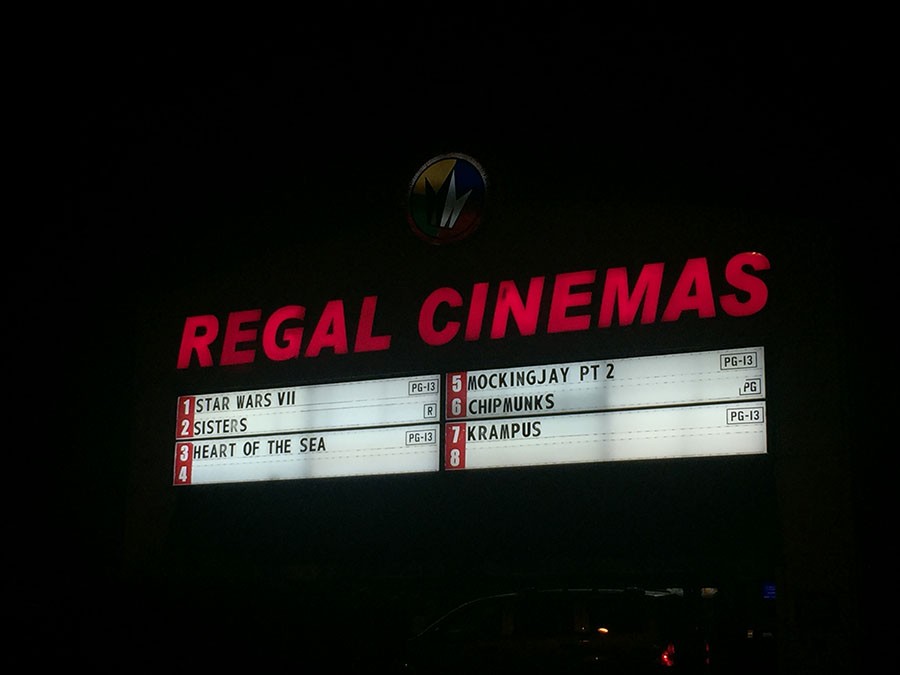 REGAL CINEMAS
1 STAR WARS VII PG-13
2 SISTERS R
3 HEART OF THE SEA PG-13
4
5 MOCKINGJAY PT 2 PG-13
6 CHIPMUNKS PG
7 KRAMPUS PG-13
8